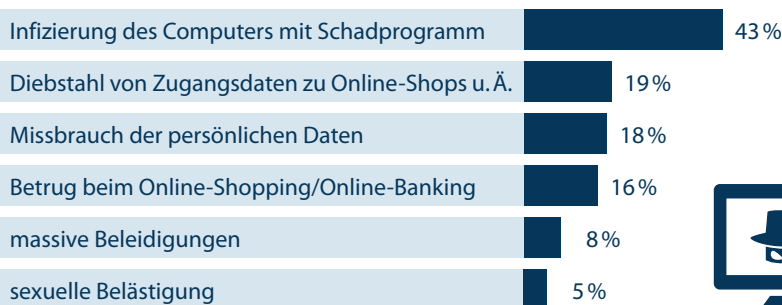 Infizierung des Computers mit Schadprogramm 43 %
Diebstahl von Zugangsdaten zu Online-Shops u. Ä. 19 %
Missbrauch der persönlichen Daten 18 %
Betrug beim Online-Shopping/Online-Banking 16 %
massive Beleidigungen 8 %
sexuelle Belästigung 5 %